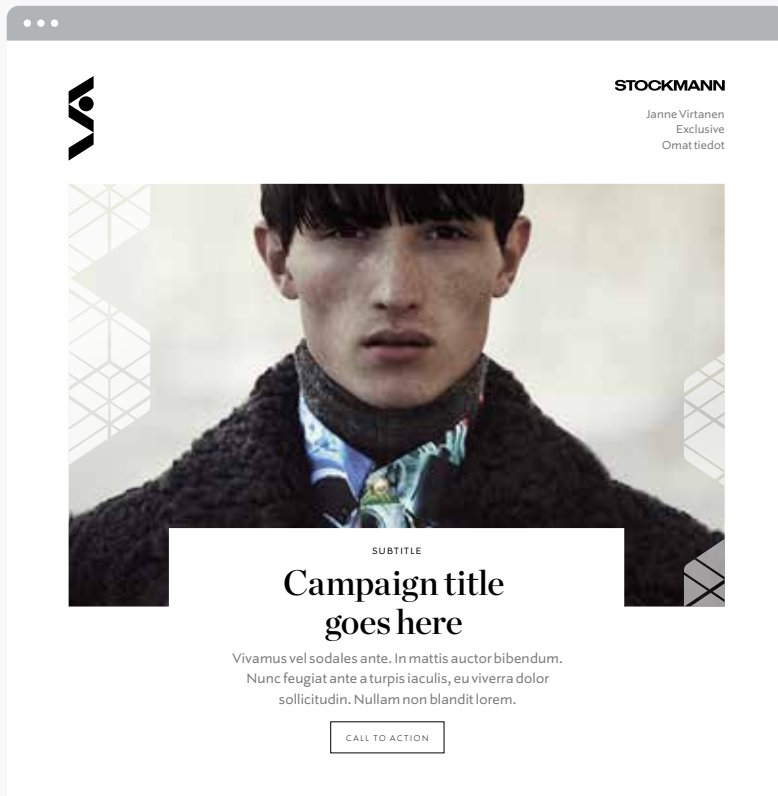 STOCKMANN
Janne Virtanen
Exclusive
Omat tiedot
SUBTITLE
Campaign title
goes here
Vivamus vel sodales ante. In mattis auctor bibendum.
Nunc feugiat ante a turpis iaculis, eu viverra dolor
sollicitudin. Nullam non blandit lorem.
CALL TO ACTION